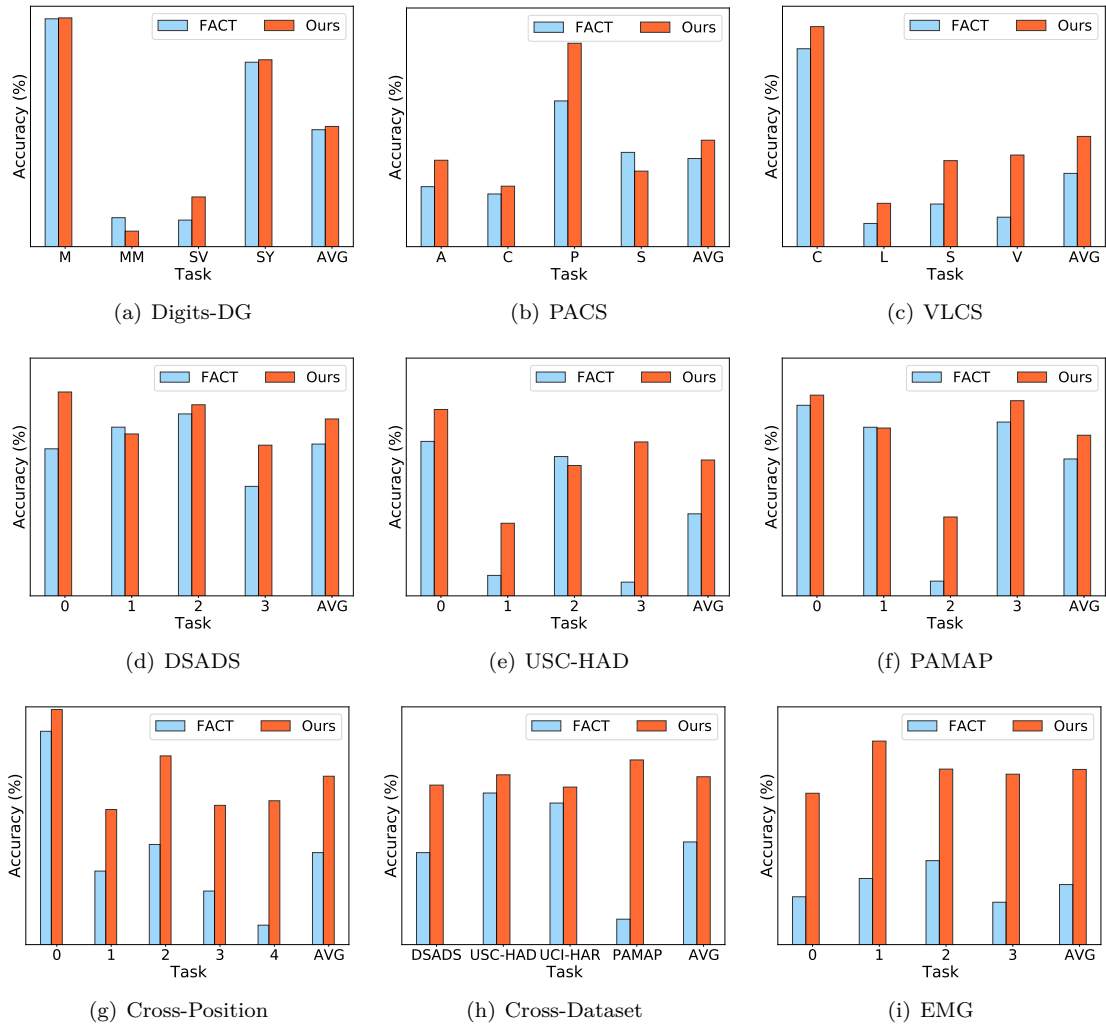 FACT Ours
Accuracy (%)
M MM SV SY AVG
Task
(a) Digits-DG
FACT Ours
Accuracy (%)
A C P S AVG
Task
(b) PACS
FACT Ours
Accuracy (%)
C L S V AVG
Task
(c) VLCS
FACT Ours
Accuracy (%)
0 1 2 3 AVG
Task
(d) DSADS
FACT Ours
Accuracy (%)
0 1 2 3 AVG
Task
(e) USC-HAD
FACT Ours
Accuracy (%)
0 1 2 3 AVG
Task
(f) PAMAP
FACT Ours
Accuracy (%)
0 1 2 3 4 AVG
Task
(g) Cross-Position
FACT Ours
Accuracy (%)
DSADS USC-HAD UCI-HAR PAMAP AVG
Task
(h) Cross-Dataset
FACT Ours
Accuracy (%)
0 1 2 3 AVG
Task
(i) EMG